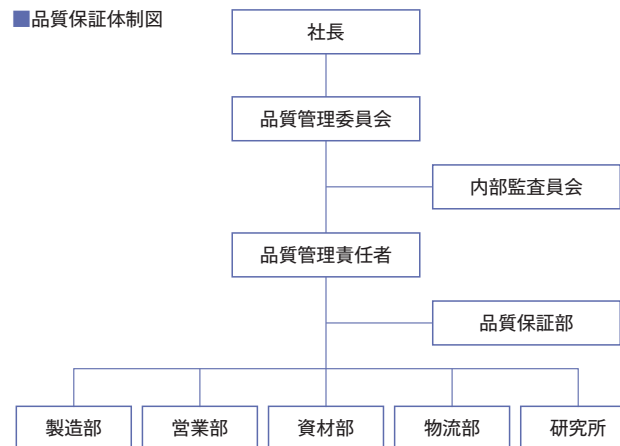 ■品質保証体制図
社長
品質管理委員会
内部監査員会
品質管理責任者
品質保証部
製造部
営業部
資材部
物流部
研究所